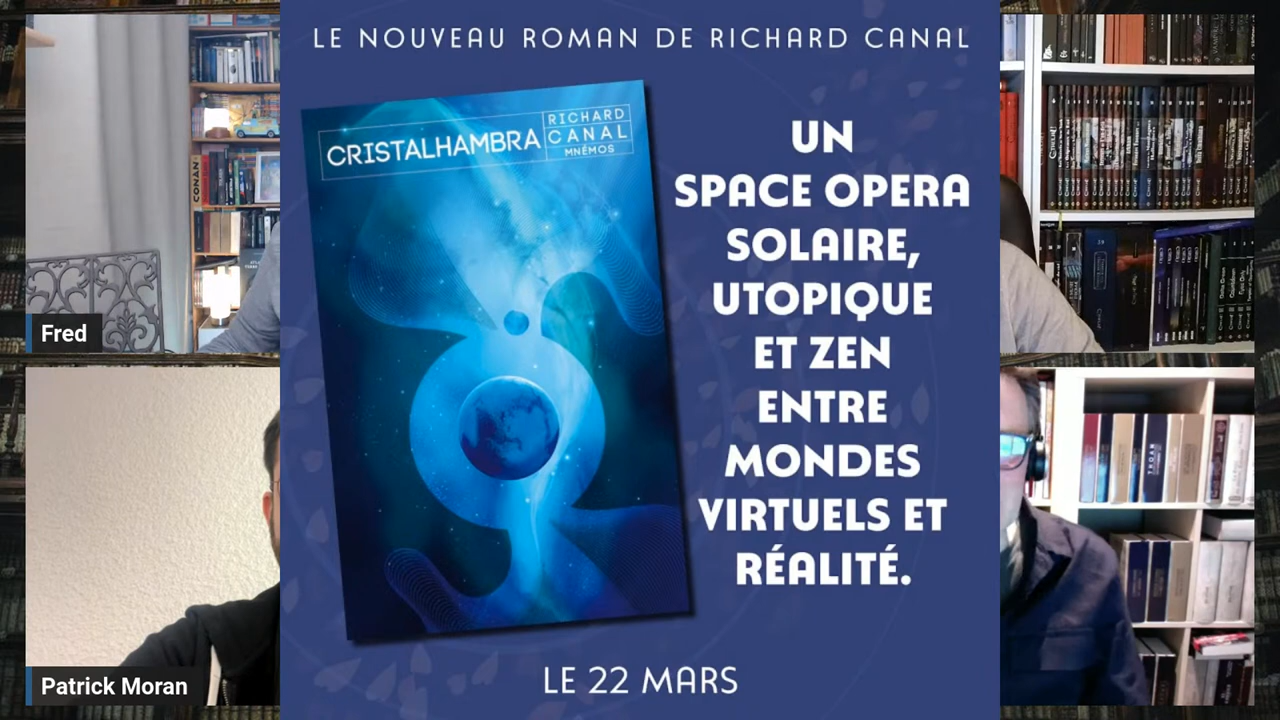 LE NOUVEAU ROMAN DE RICHARD CANAL
CRISTALHAMBRA
RICHARD
CANAL
MNÉMOS
UN
SPACE OPERA
SOLAIRE,
UTOPIQUE
ET ZEN
ENTRE
MONDES
VIRTUELS ET
RÉALITÉ.
LE 22 MARS
CONAN
Fred
Patrick Moran